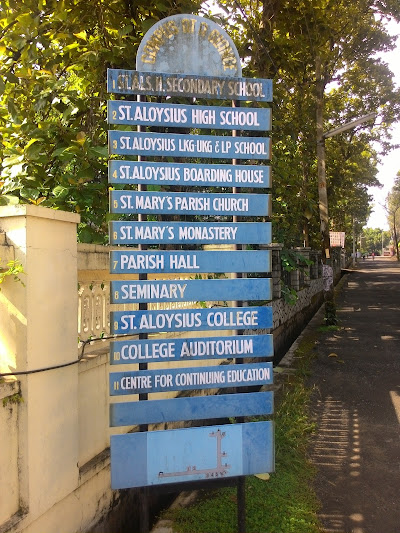 ST.ALS.H.SECONDARY SCHOOL
2 ST.ALOYSIUS HIGH SCHOOL
3 ST.ALOYSIUS LKG·UKG & LP SCHOOL
4 ST.ALOYSIUS BOARDING HOUSE
5 ST.MARY'S PARISH CHURCH
6 ST.MARY'S MONASTERY
7 PARISH HALL
8 SEMINARY
9 ST.ALOYSIUS COLLEGE
10 COLLEGE AUDITORIUM
11 CENTRE FOR CONTINUING EDUCATION